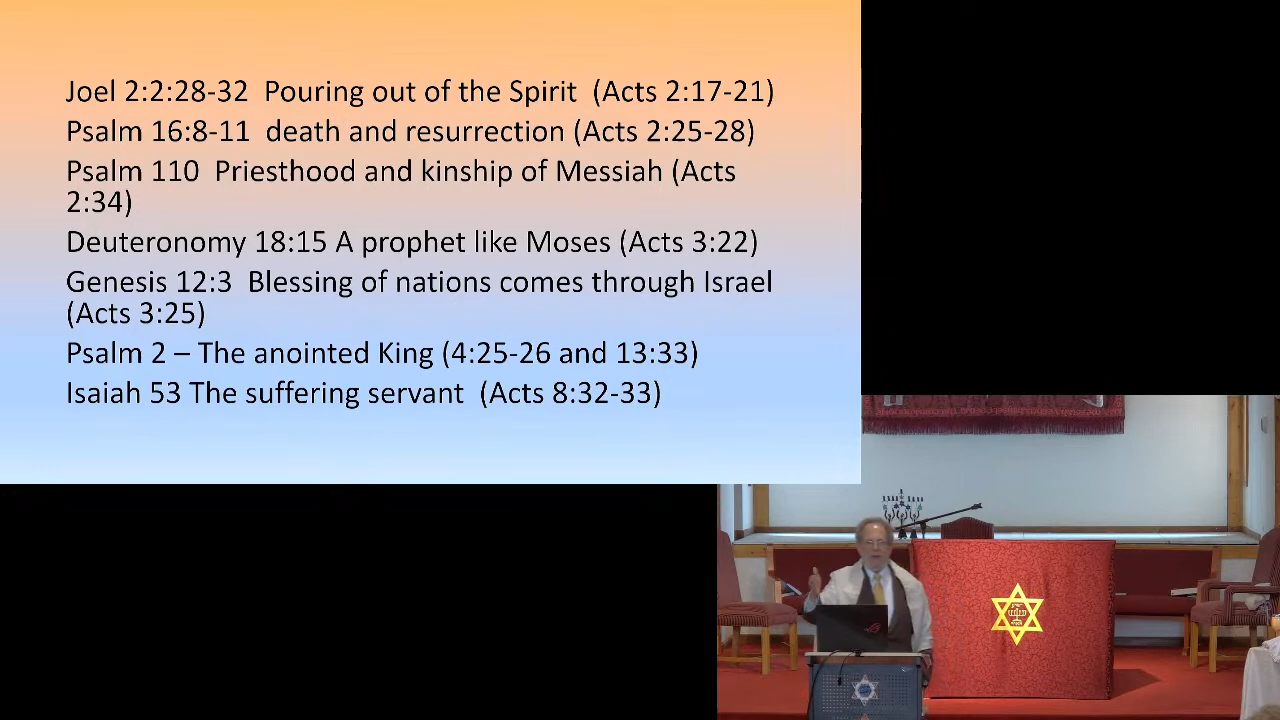 Joel 2:2:28-32  Pouring out of the Spirit  (Acts 2:17-21)
Psalm 16:8-11  death and resurrection (Acts 2:25-28)
Psalm 110  Priesthood and kinship of Messiah (Acts
2:34)
Deuteronomy 18:15 A prophet like Moses (Acts 3:22)
Genesis 12:3  Blessing of nations comes through Israel
(Acts 3:25)
Psalm 2 – The anointed King (4:25-26 and 13:33)
Isaiah 53 The suffering servant  (Acts 8:32-33)